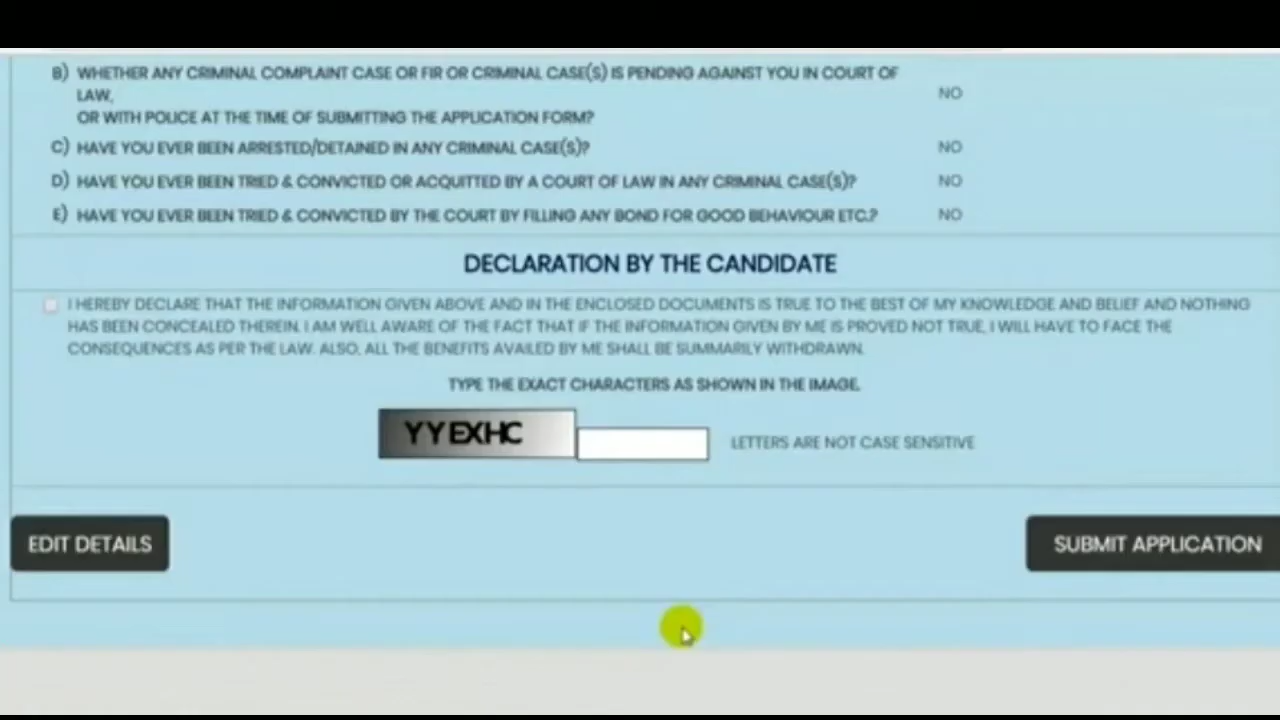 B) WHETHER ANY CRIMINAL COMPLAINT CASE OR FIR OR CRIMINAL CASE(S) IS PENDING AGAINST YOU IN COURT OF
LAW,
OR WITH POLICE AT THE TIME OF SUBMITTING THE APPLICATION FORM?
NO
C) HAVE YOU EVER BEEN ARRESTED/DETAINED IN ANY CRIMINAL CASE(S)? NO
D) HAVE YOU EVER BEEN TRIED & CONVICTED OR ACQUITTED BY A COURT OF LAW IN ANY CRIMINAL CASE(S)? NO
E) HAVE YOU EVER BEEN TRIED & CONVICTED BY THE COURT BY FILLING ANY BOND FOR GOOD BEHAVIOUR ETC.? NO
DECLARATION BY THE CANDIDATE
I HEREBY DECLARE THAT THE INFORMATION GIVEN ABOVE AND IN THE ENCLOSED DOCUMENTS IS TRUE TO THE BEST OF MY KNOWLEDGE AND BELIEF AND NOTHING
HAS BEEN CONCEALED THEREIN. I AM WELL AWARE OF THE FACT THAT IF THE INFORMATION GIVEN BY ME IS PROVED NOT TRUE, I WILL HAVE TO FACE THE
CONSEQUENCES AS PER THE LAW. ALSO, ALL THE BENEFITS AVAILED BY ME SHALL BE SUMMARILY WITHDRAWN.
TYPE THE EXACT CHARACTERS AS SHOWN IN THE IMAGE.
YYEXHC
LETTERS ARE NOT CASE SENSITIVE
EDIT DETAILS
SUBMIT APPLICATION